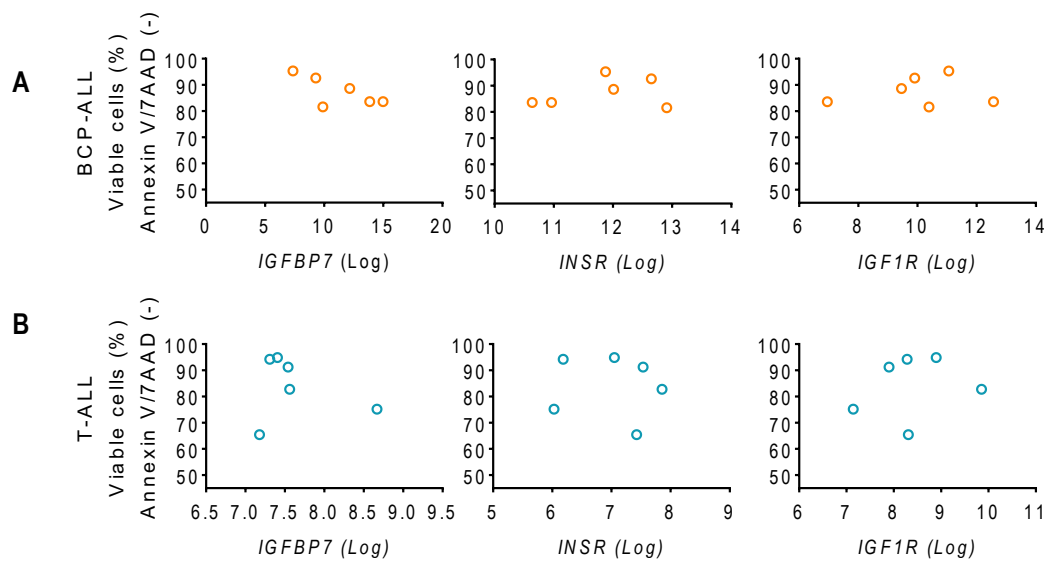 A
BCP-ALL
Viable cells (%)
Annexin V/7AAD (-)
100
90
80
70
60
50
0 5 10 15 20
IGFBP7 (Log)
100
90
80
70
60
50
10 11 12 13 14
INSR (Log)
100
90
80
70
60
50
6 8 10 12 14
IGF1R (Log)
B
T-ALL
Viable cells (%)
Annexin V/7AAD (-)
100
90
80
70
60
50
6.5 7.0 7.5 8.0 8.5 9.0 9.5
IGFBP7 (Log)
100
90
80
70
60
50
5 6 7 8 9
INSR (Log)
100
90
80
70
60
50
6 7 8 9 10 11
IGF1R (Log)